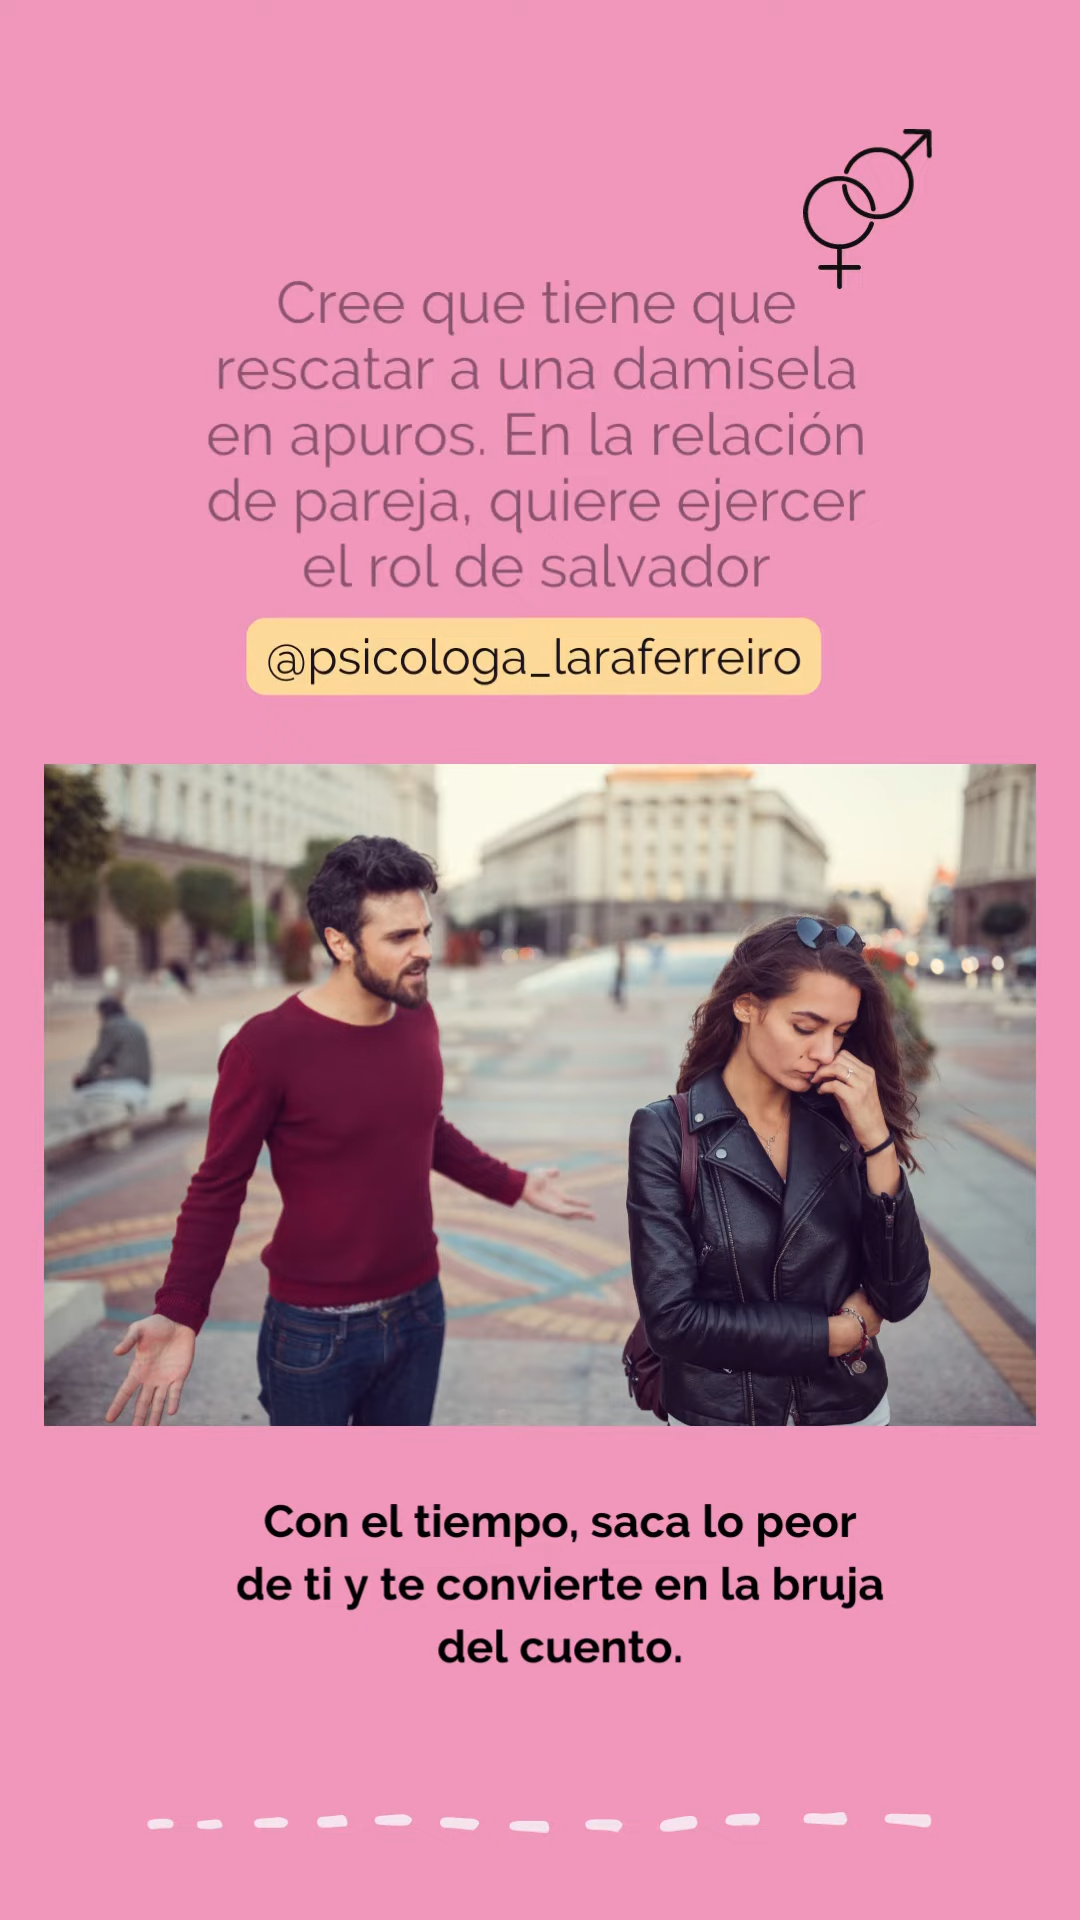 Cree que tiene que
rescatar a una damisela
en apuros. En la relación
de pareja, quiere ejercer
el rol de salvador
@psicologa_laraferreiro
Con el tiempo, saca lo peor
de ti y te convierte en la bruja
del cuento.